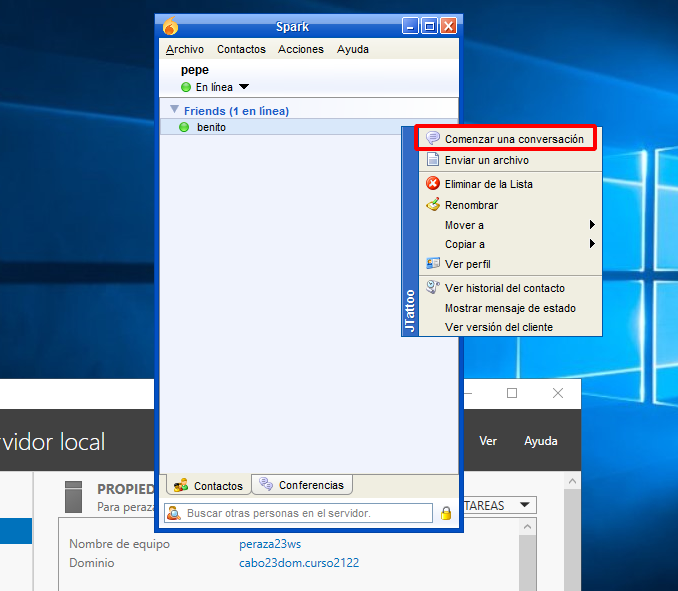 Spark
Archivo Contactos Acciones Ayuda
pepe
En línea
Friends (1 en línea)
benito
Comenzar una conversación
Enviar un archivo
Eliminar de la Lista
Renombrar
Mover a
Copiar a
Ver perfil
Ver historial del contacto
Mostrar mensaje de estado
Ver versión del cliente
JTattoo
vidor local
Ver Ayuda
Contactos Conferencias
PROPIED
Para peraza
TAREAS
Buscar otras personas en el servidor.
Nombre de equipo peraza23ws
Dominio cabo23dom.curso2122